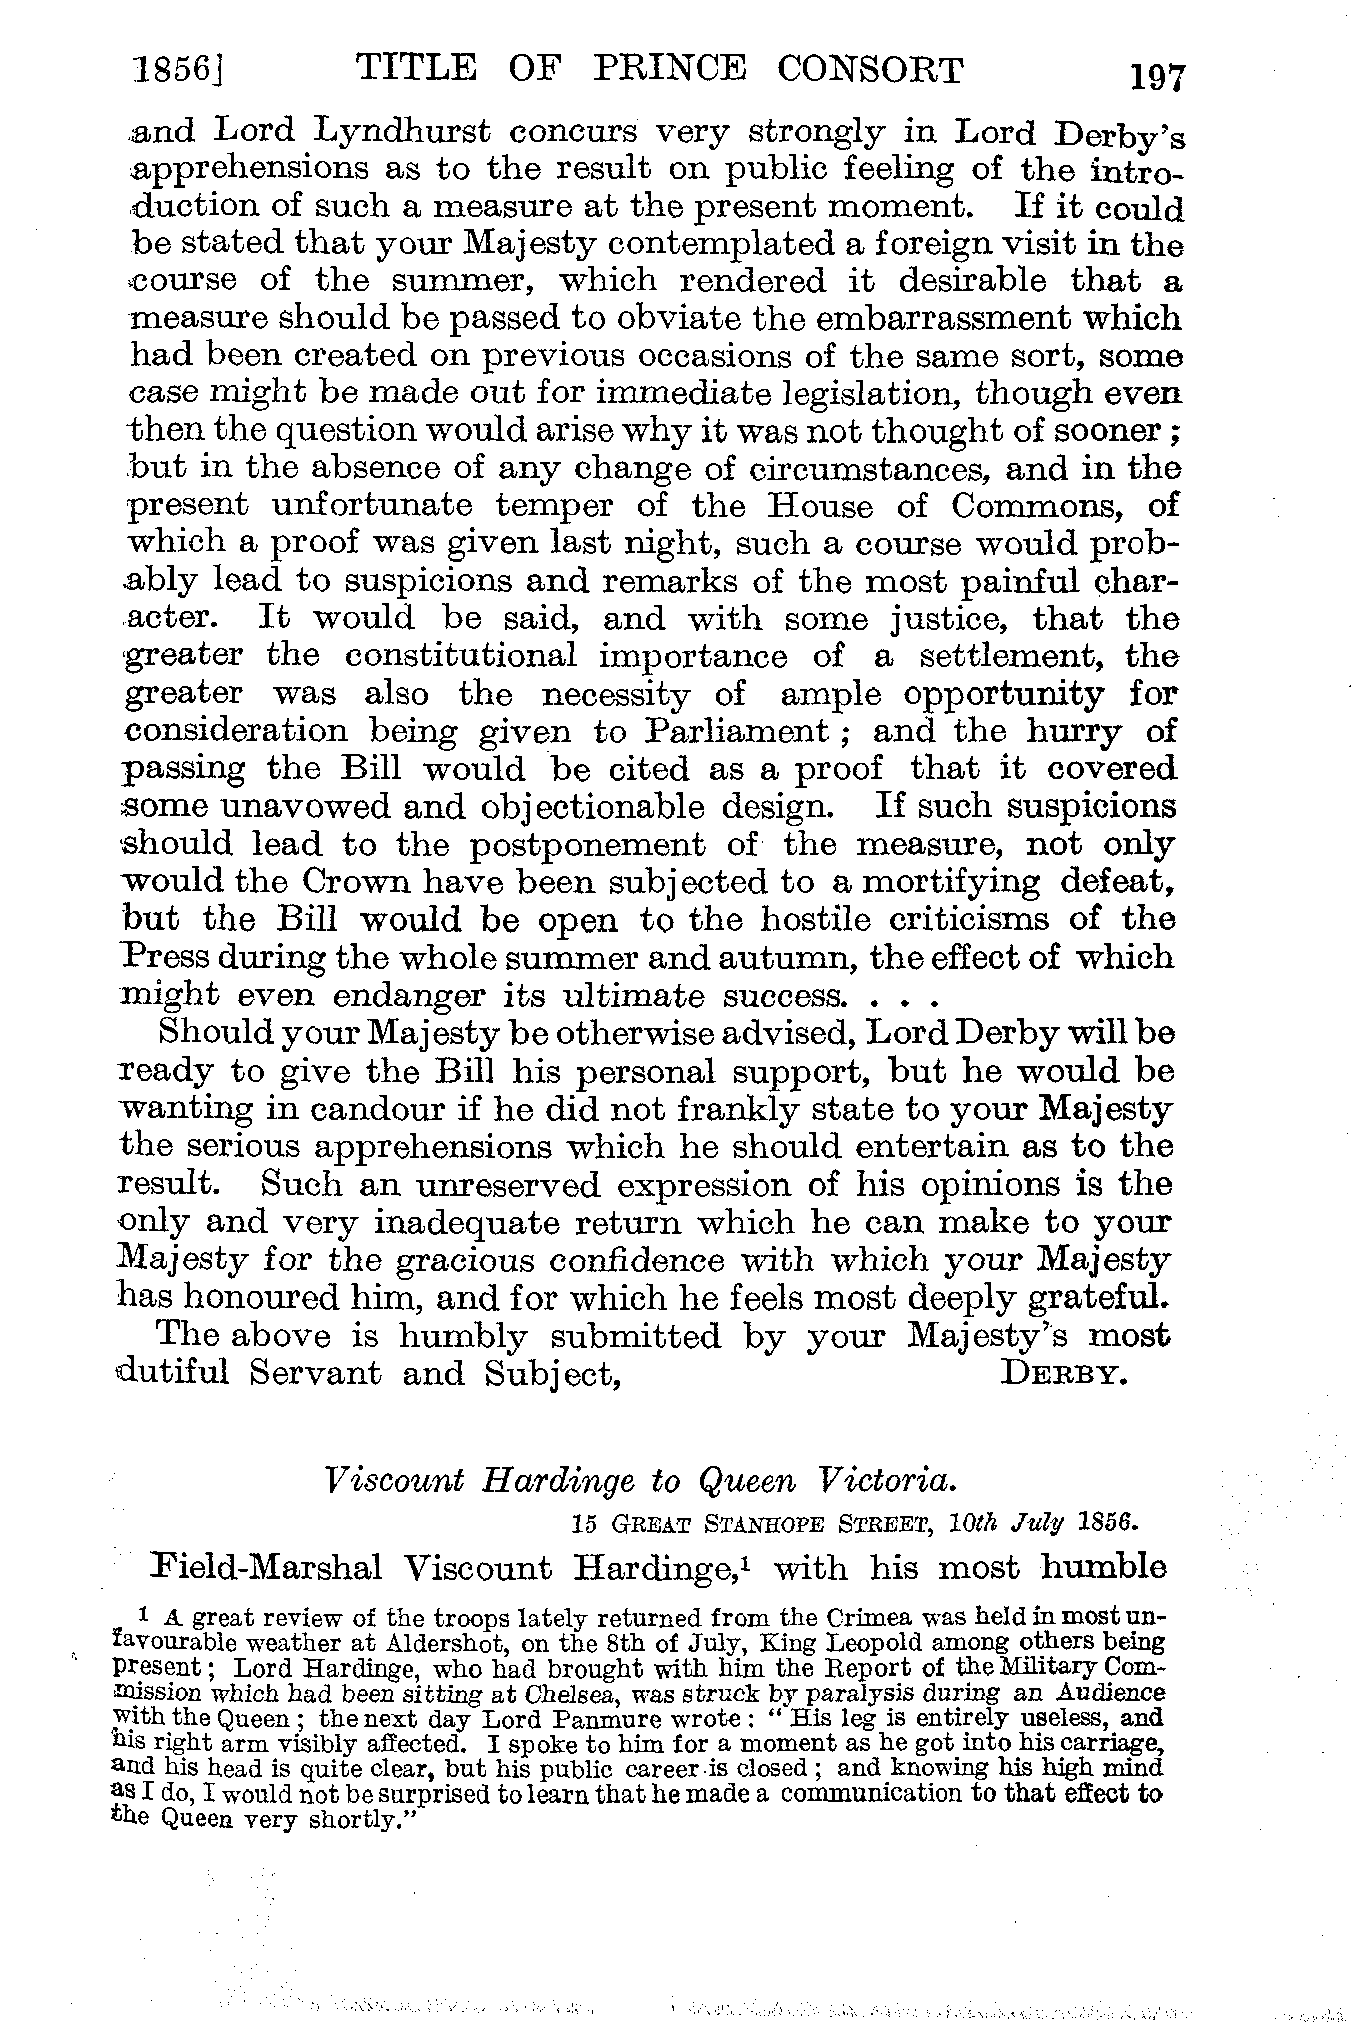 1856] TITLE OF PRINCE CONSORT 197
and Lord Lyndhurst concurs very strongly in Lord Derby's
apprehensions as to the result on public feeling of the intro-
duction of such a measure at the present moment. If it could
be stated that your Majesty contemplated a foreign visit in the
course of the summer, which rendered it desirable that a
measure should be passed to obviate the embarrassment which
had been created on previous occasions of the same sort, some
case might be made out for immediate legislation, though even
then the question would arise why it was not thought of sooner ;
but in the absence of any change of circumstances, and in the
present unfortunate temper of the House of Commons, of
which a proof was given last night, such a course would prob-
ably lead to suspicions and remarks of the most painful char-
acter. It would be said, and with some justice, that the
greater the constitutional importance of a settlement, the
greater was also the necessity of ample opportunity for
consideration being given to Parliament ; and the hurry of
passing the Bill would be cited as a proof that it covered
some unavowed and objectionable design. If such suspicions
should lead to the postponement of the measure, not only
would the Crown have been subjected to a mortifying defeat,
but the Bill would be open to the hostile criticisms of the
Press during the whole summer and autumn, the effect of which
might even endanger its ultimate success. . . .
Should your Majesty be otherwise advised, Lord Derby will be
ready to give the Bill his personal support, but he would be
wanting in candour if he did not frankly state to your Majesty
the serious apprehensions which he should entertain as to the
result. Such an unreserved expression of his opinions is the
only and very inadequate return which he can make to your
Majesty for the gracious confidence with which your Majesty
has honoured him, and for which he feels most deeply grateful.
The above is humbly submitted by your Majesty's most
dutiful Servant and Subject, DERBY.
Viscount Hardinge to Queen Victoria.
15 GREAT STANHOPE STREET, 10th July 1856.
Field-Marshal Viscount Hardinge,¹ with his most humble
1 A great review of the troops lately returned from the Crimea was held in most un-
favourable weather at Aldershot, on the 8th of July, King Leopold among others being
present ; Lord Hardinge, who had brought with him the Report of the Military Com-
mission which had been sitting at Chelsea, was struck by paralysis during an Audience
with the Queen ; the next day Lord Panmure wrote : "His leg is entirely useless, and
his right arm visibly affected. I spoke to him for a moment as he got into his carriage,
and his head is quite clear, but his public career is closed ; and knowing his high mind
as I do, I would not be surprised to learn that he made a communication to that effect to
the Queen very shortly."